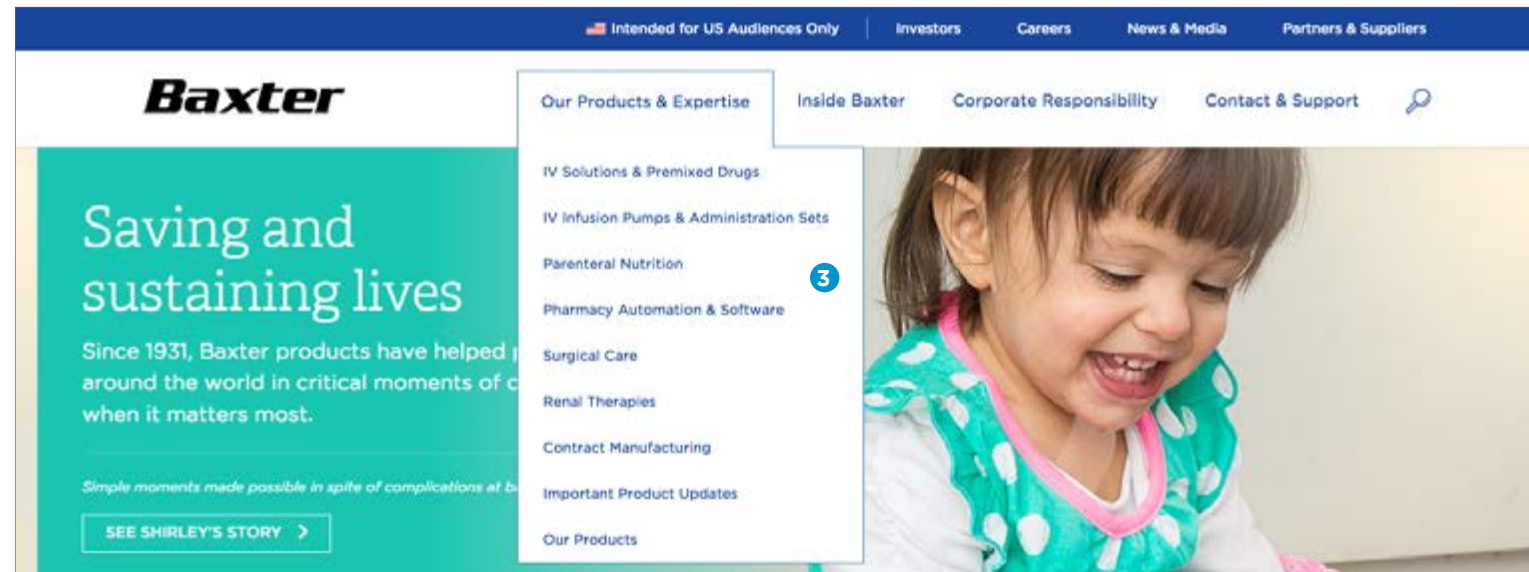 Intended for US Audiences Only
Investors
Careers
News & Media
Partners & Suppliers
Baxter
Our Products & Expertise
Inside Baxter
Corporate Responsibility
Contact & Support
IV Solutions & Premixed Drugs
IV Infusion Pumps & Administration Sets
Parenteral Nutrition
3
Pharmacy Automation & Software
Surgical Care
Renal Therapies
Contract Manufacturing
Important Product Updates
Our Products
Saving and
sustaining lives
Since 1931, Baxter products have helped
around the world in critical moments of
when it matters most.
Simple moments made possible in spite of complications at
SEE SHIRLEY'S STORY >